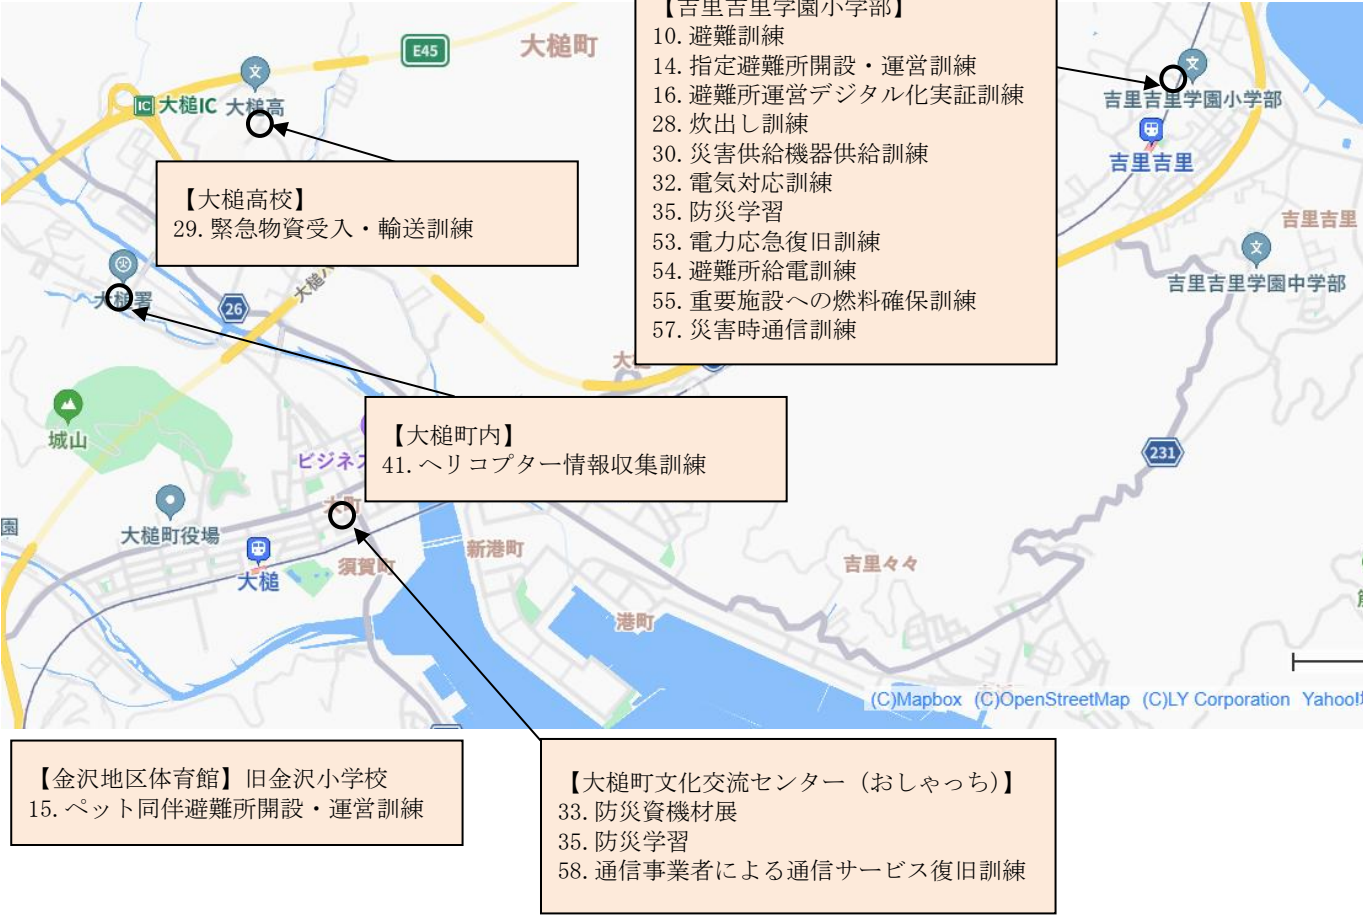 【吉里吉里学園小学部】
10.避難訓練
14.指定避難所開設・運営訓練
16.避難所運営デジタル化実証訓練
28.炊出し訓練
30.災害供給機器供給訓練
32.電気対応訓練
35.防災学習
53.電力応急復旧訓練
54.避難所給電訓練
55.重要施設への燃料確保訓練
57.災害時通信訓練
E45
大槌町
IC 大槌IC
大槌高
吉里吉里学園小学部
吉里吉里
【大槌高校】
29.緊急物資受入・輸送訓練
吉里吉里
吉里吉里学園中学部
大槌署
26
城山
【大槌町内】
41.ヘリコプター情報収集訓練
231
ビジネス
大町
大槌町役場
園
大槌
須賀町
新港町
吉里々々
港町
(C)Mapbox (C)OpenStreetMap (C)LY Corporation Yahoo!
【金沢地区体育館】旧金沢小学校
15.ペット同伴避難所開設・運営訓練
【大槌町文化交流センター（おしゃっち）】
33.防災資機材展
35.防災学習
58.通信事業者による通信サービス復旧訓練